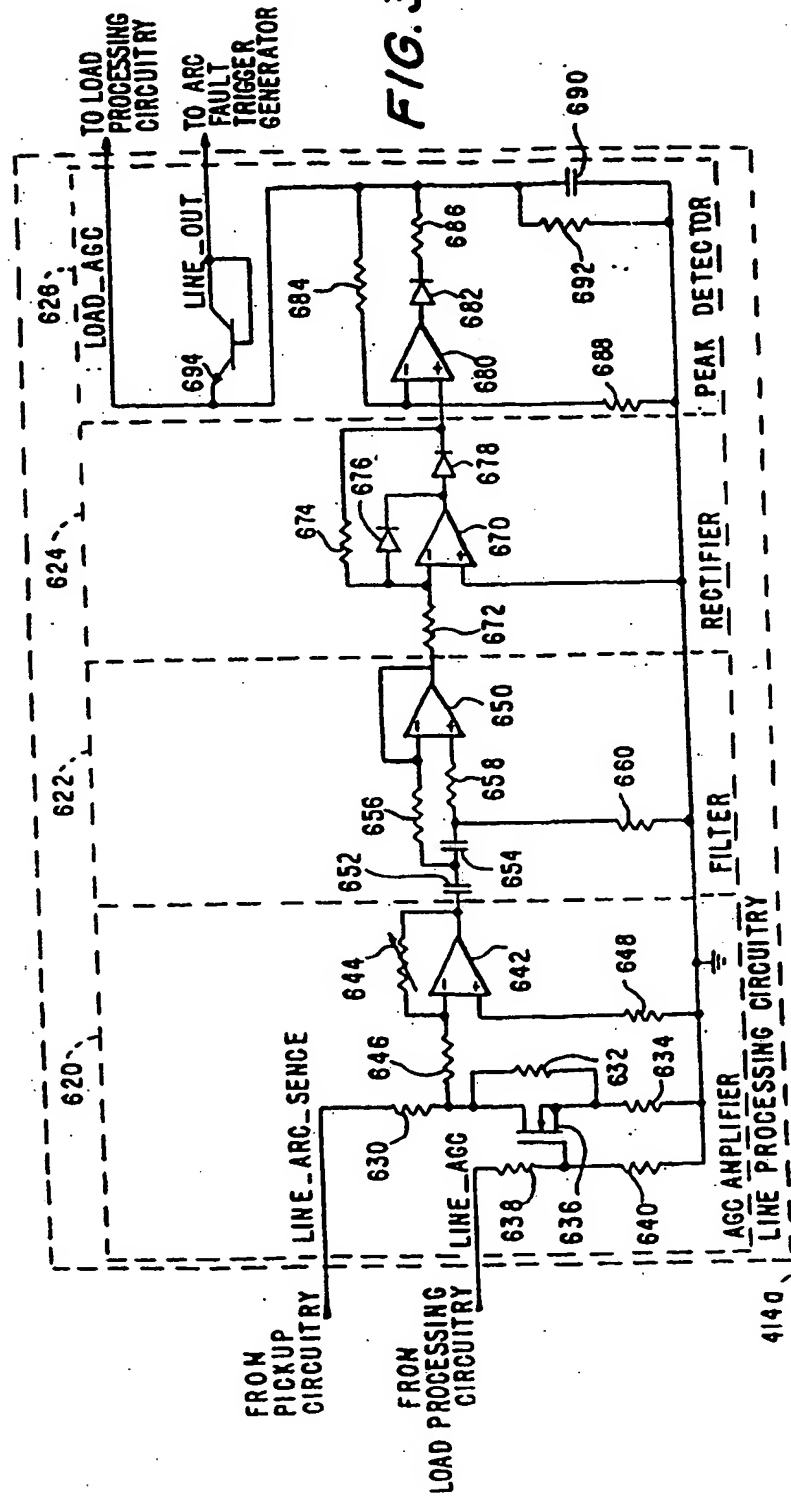 FIG. 3
TO LOAD
PROCESSING
CIRCUITRY
TO ARC
FAULT
TRIGGER
GENERATOR
620
622
624
626
LOAD_AGC
LINE_OUT
694
FROM
PICKUP
CIRCUITRY
LINE_ARC_SENCE
FROM
LOAD PROCESSING
CIRCUITRY
LINE_AGC
630
632
634
636
638
640
642
644
646
648
650
652
654
656
658
660
670
672
674
676
678
680
682
684
686
688
690
692
AGC AMPLIFIER
FILTER
RECTIFIER
PEAK DETECTOR
LINE PROCESSING CIRCUITRY
414a